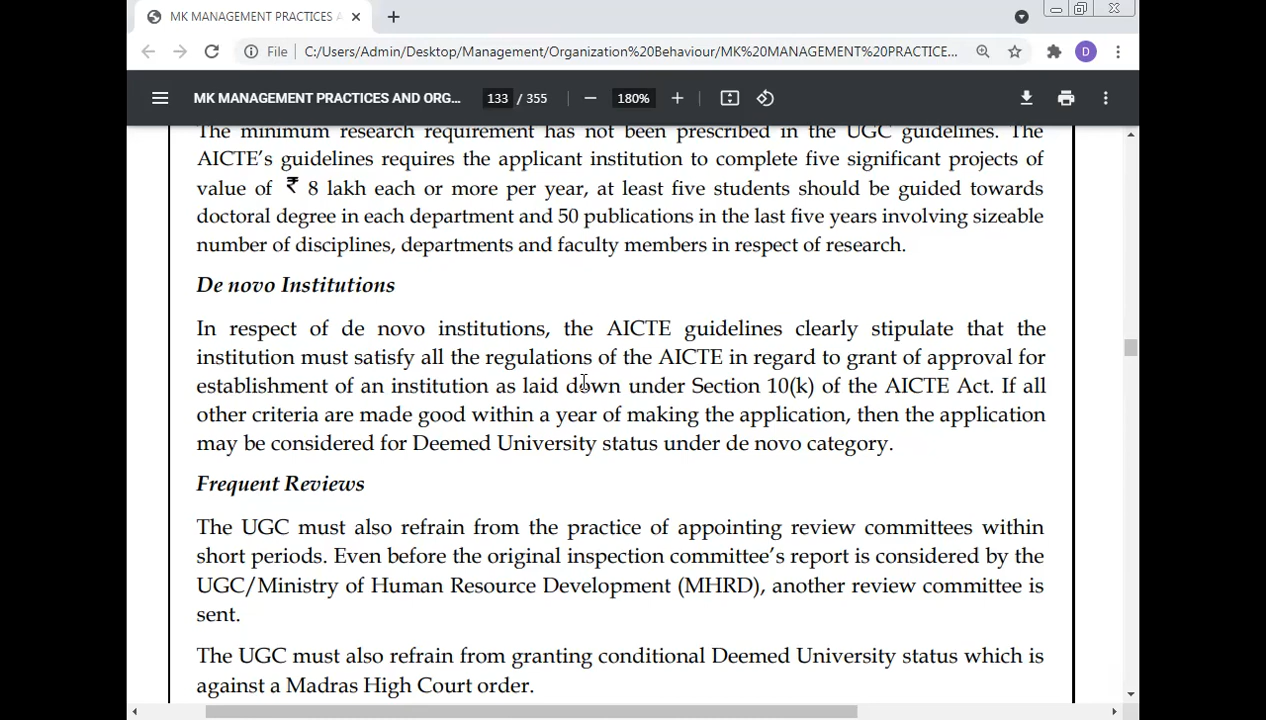 MK MANAGEMENT PRACTICES A
File C:/Users/Admin/Desktop/Management/Organization%20Behaviour/MK%20MANAGEMENT%20PRACTICE...
D
MK MANAGEMENT PRACTICES AND ORG... 133 / 355 180%
The minimum research requirement has not been prescribed in the UGC guidelines. The
AICTE's guidelines requires the applicant institution to complete five significant projects of
value of ₹ 8 lakh each or more per year, at least five students should be guided towards
doctoral degree in each department and 50 publications in the last five years involving sizeable
number of disciplines, departments and faculty members in respect of research.
De novo Institutions
In respect of de novo institutions, the AICTE guidelines clearly stipulate that the
institution must satisfy all the regulations of the AICTE in regard to grant of approval for
establishment of an institution as laid down under Section 10(k) of the AICTE Act. If all
other criteria are made good within a year of making the application, then the application
may be considered for Deemed University status under de novo category.
Frequent Reviews
The UGC must also refrain from the practice of appointing review committees within
short periods. Even before the original inspection committee's report is considered by the
UGC/Ministry of Human Resource Development (MHRD), another review committee is
sent.
The UGC must also refrain from granting conditional Deemed University status which is
against a Madras High Court order.